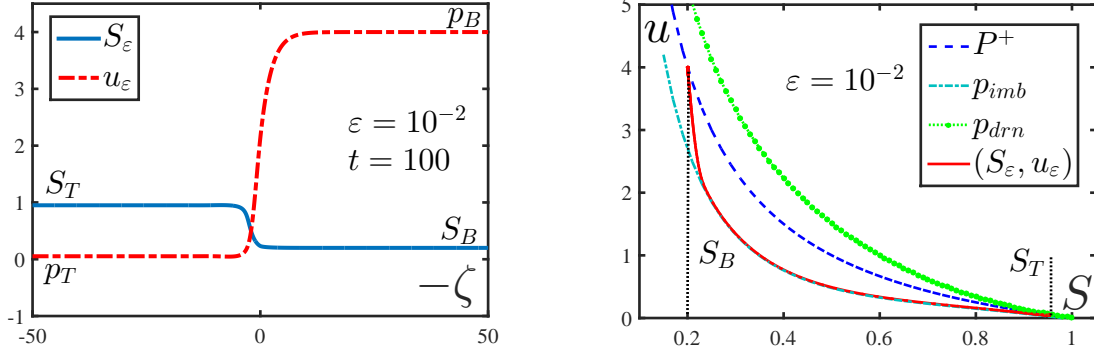 S_ε
u_ε
p_B
ε = 10^{-2}
t = 100
S_T
S_B
p_T
−ζ
4
3
2
1
0
-1
-50
0
50
u
ε = 10^{-2}
P^+
p_{imb}
p_{drn}
(S_ε, u_ε)
S_B
S_T
S
5
4
3
2
1
0
0.2
0.4
0.6
0.8
1